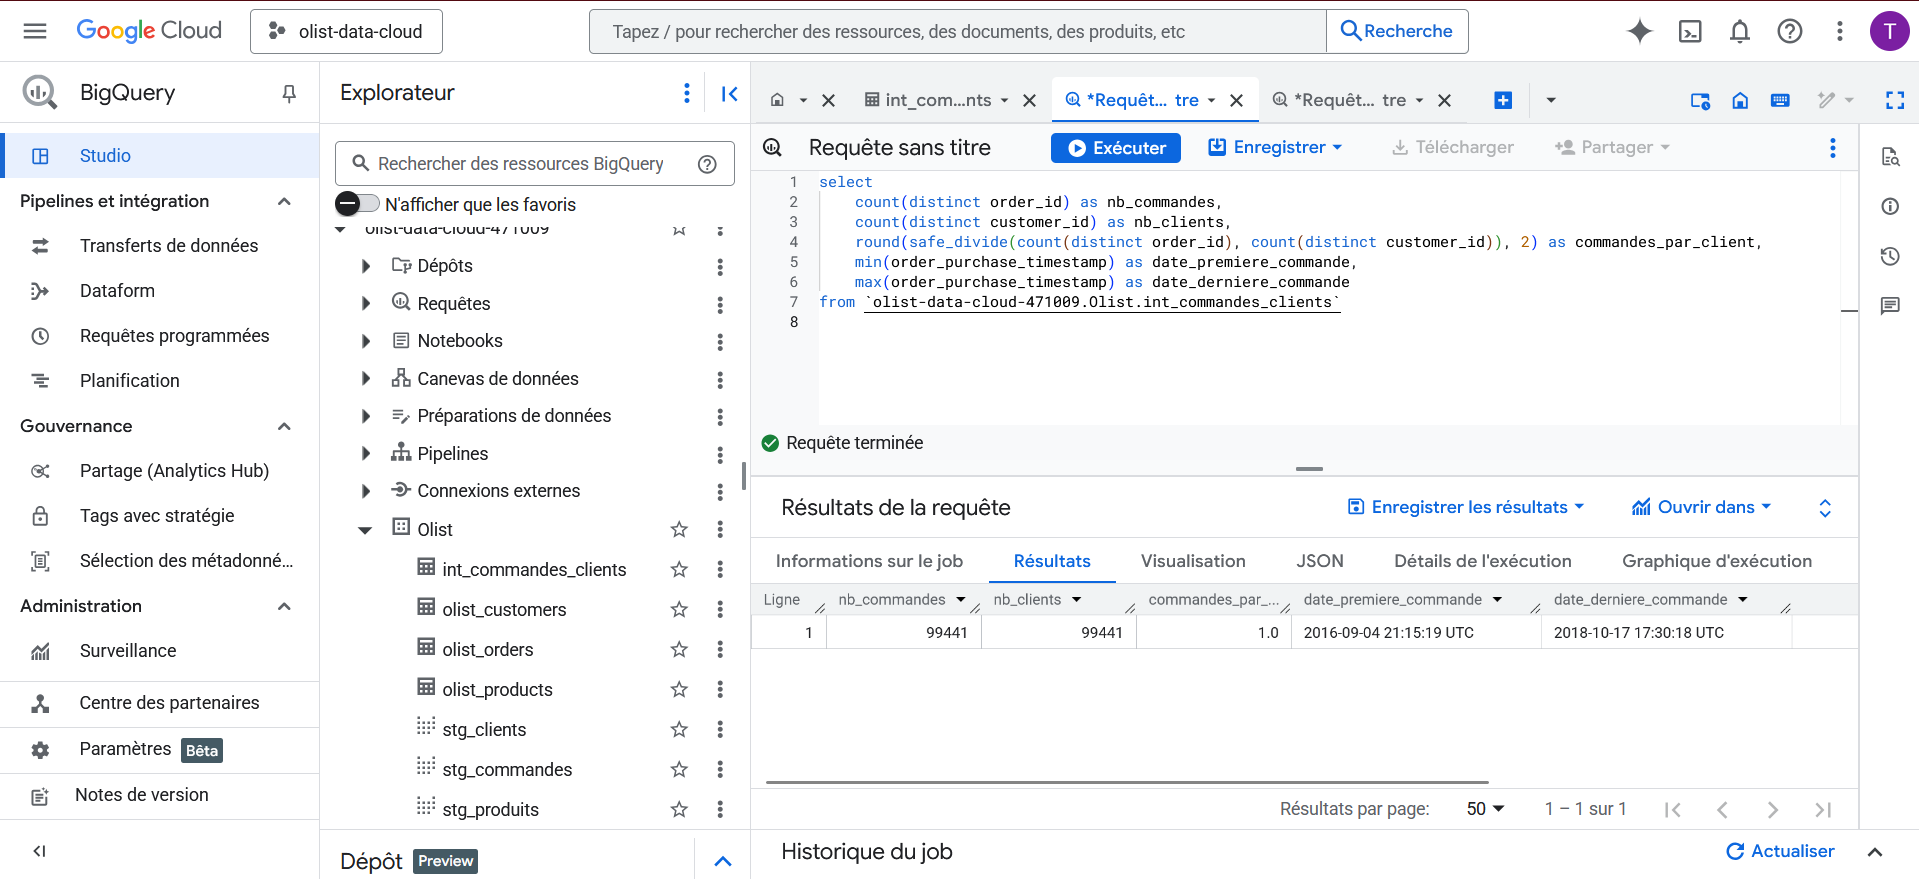 Google Cloud
olist-data-cloud
Tapez / pour rechercher des ressources, des documents, des produits, etc
Recherche
T
BigQuery
Studio
Pipelines et intégration
Transferts de données
Dataform
Requêtes programmées
Planification
Gouvernance
Partage (Analytics Hub)
Tags avec stratégie
Sélection des métadonné...
Administration
Surveillance
Centre des partenaires
Paramètres Bêta
Notes de version
Explorateur
Rechercher des ressources BigQuery
N'afficher que les favoris
olist-data-cloud-471009
Dépôts
Requêtes
Notebooks
Canevas de données
Préparations de données
Pipelines
Connexions externes
Olist
int_commandes_clients
olist_customers
olist_orders
olist_products
stg_clients
stg_commandes
stg_produits
Dépôt Preview
int_com...nts
*Requêt... tre
*Requêt... tre
Requête sans titre
Exécuter
Enregistrer
Télécharger
Partager
1 select
2 count(distinct order_id) as nb_commandes,
3 count(distinct customer_id) as nb_clients,
4 round(safe_divide(count(distinct order_id), count(distinct customer_id)), 2) as commandes_par_client,
5 min(order_purchase_timestamp) as date_premiere_commande,
6 max(order_purchase_timestamp) as date_derniere_commande
7 from `olist-data-cloud-471009.Olist.int_commandes_clients`
8
Requête terminée
Résultats de la requête
Enregistrer les résultats
Ouvrir dans
Informations sur le job
Résultats
Visualisation
JSON
Détails de l'exécution
Graphique d'exécution
Ligne nb_commandes nb_clients commandes_par_... date_premiere_commande date_derniere_commande
1 99441 99441 1.0 2016-09-04 21:15:19 UTC 2018-10-17 17:30:18 UTC
Résultats par page: 50 1 – 1 sur 1
Historique du job
Actualiser